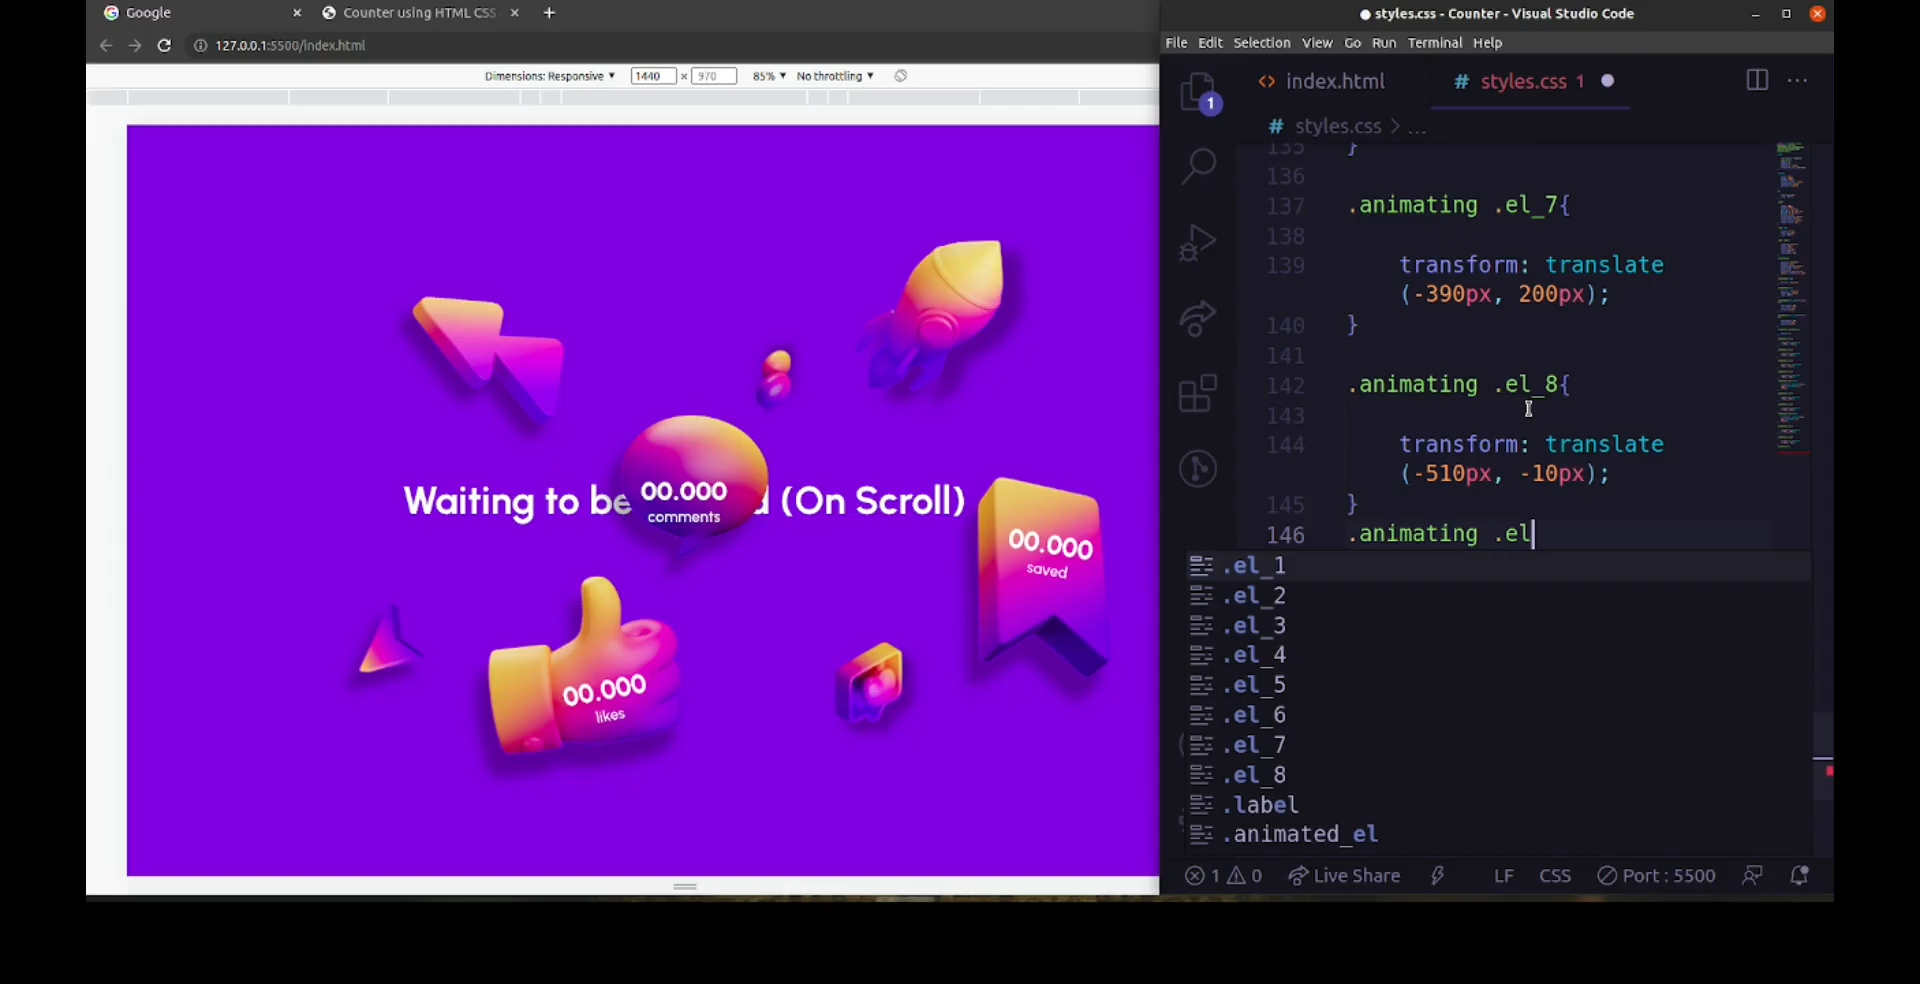 Google
Counter using HTML CSS
127.0.0.1:5500/index.html
Dimensions: Responsive
1440 × 970
85%
No throttling
Waiting to be (On Scroll)
00.000
comments
00.000
saved
00.000
likes
styles.css - Counter - Visual Studio Code
File Edit Selection View Go Run Terminal Help
1
index.html
# styles.css 1
# styles.css > ...
135 }
136
137 .animating .el_7{
138
139 transform: translate
(-390px, 200px);
140 }
141
142 .animating .el_8{
143
144 transform: translate
(-510px, -10px);
145 }
146 .animating .el
.el_1
.el_2
.el_3
.el_4
.el_5
.el_6
.el_7
.el_8
.label
.animated_el
1 0 Live Share LF CSS Port : 5500